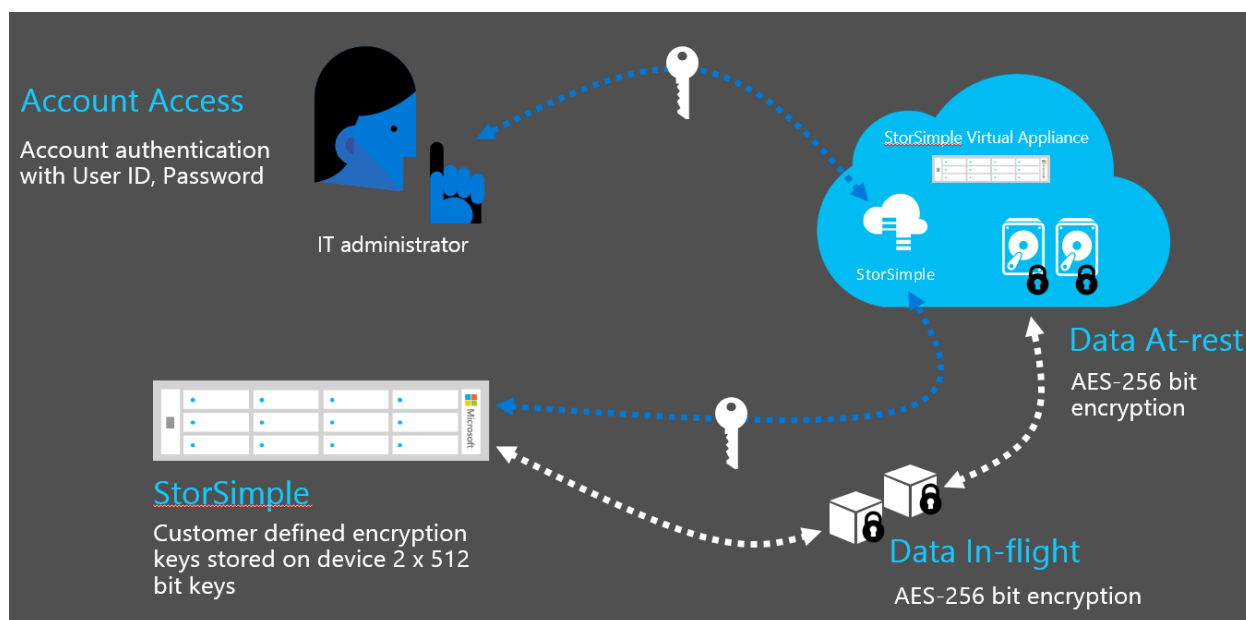 Account Access
Account authentication
with User ID, Password
IT administrator
StorSimple Virtual Appliance
StorSimple
Data At-rest
AES-256 bit
encryption
Microsoft
StorSimple
Customer defined encryption
keys stored on device 2 x 512
bit keys
Data In-flight
AES-256 bit encryption